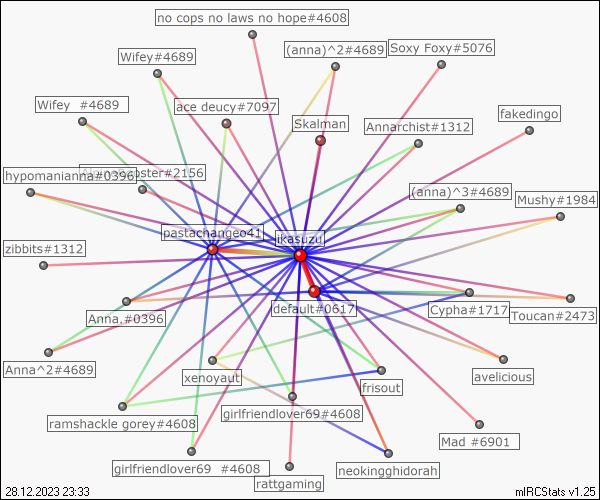 no cops no laws no hope#4608
(anna)^2#4689
Soxy Foxy#5076
Wifey#4689
Wifey  #4689
ace deucy#7097
Skalman
Annarchist#1312
fakedingo
hypomanianna#0396
#2156
(anna)^3#4689
Mushy#1984
pastachangeo41
ikasuzu
zibbits#1312
default#0617
Anna.#0396
Cypha#1717
Toucan#2473
Anna^2#4689
xenoyaut
frisout
avelicious
ramshackle gorey#4608
girlfriendlover69#4608
Mad #6901
girlfriendlover69  #4608
rattgaming
neokingghidorah
28.12.2023 23:33
mIRCStats v1.25